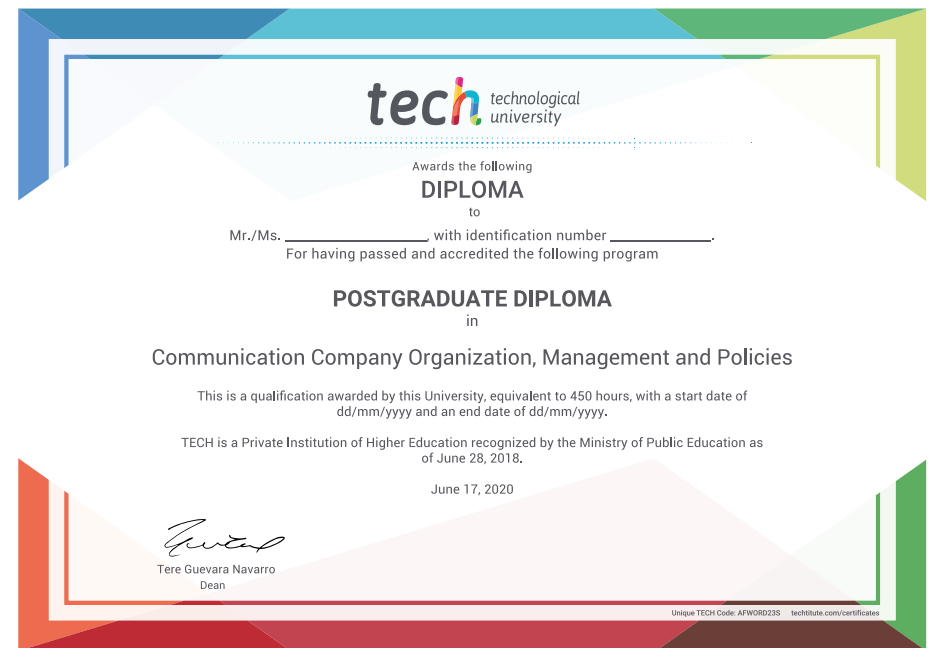 tech technological
university
Awards the following
DIPLOMA
to
Mr./Ms. ____________________, with identification number ______________.
For having passed and accredited the following program
POSTGRADUATE DIPLOMA
in
Communication Company Organization, Management and Policies
This is a qualification awarded by this University, equivalent to 450 hours, with a start date of
dd/mm/yyyy and an end date of dd/mm/yyyy.
TECH is a Private Institution of Higher Education recognized by the Ministry of Public Education as
of June 28, 2018.
June 17, 2020
Tere Guevara Navarro
Dean
Unique TECH Code: AFWORD23S techtitute.com/certificates